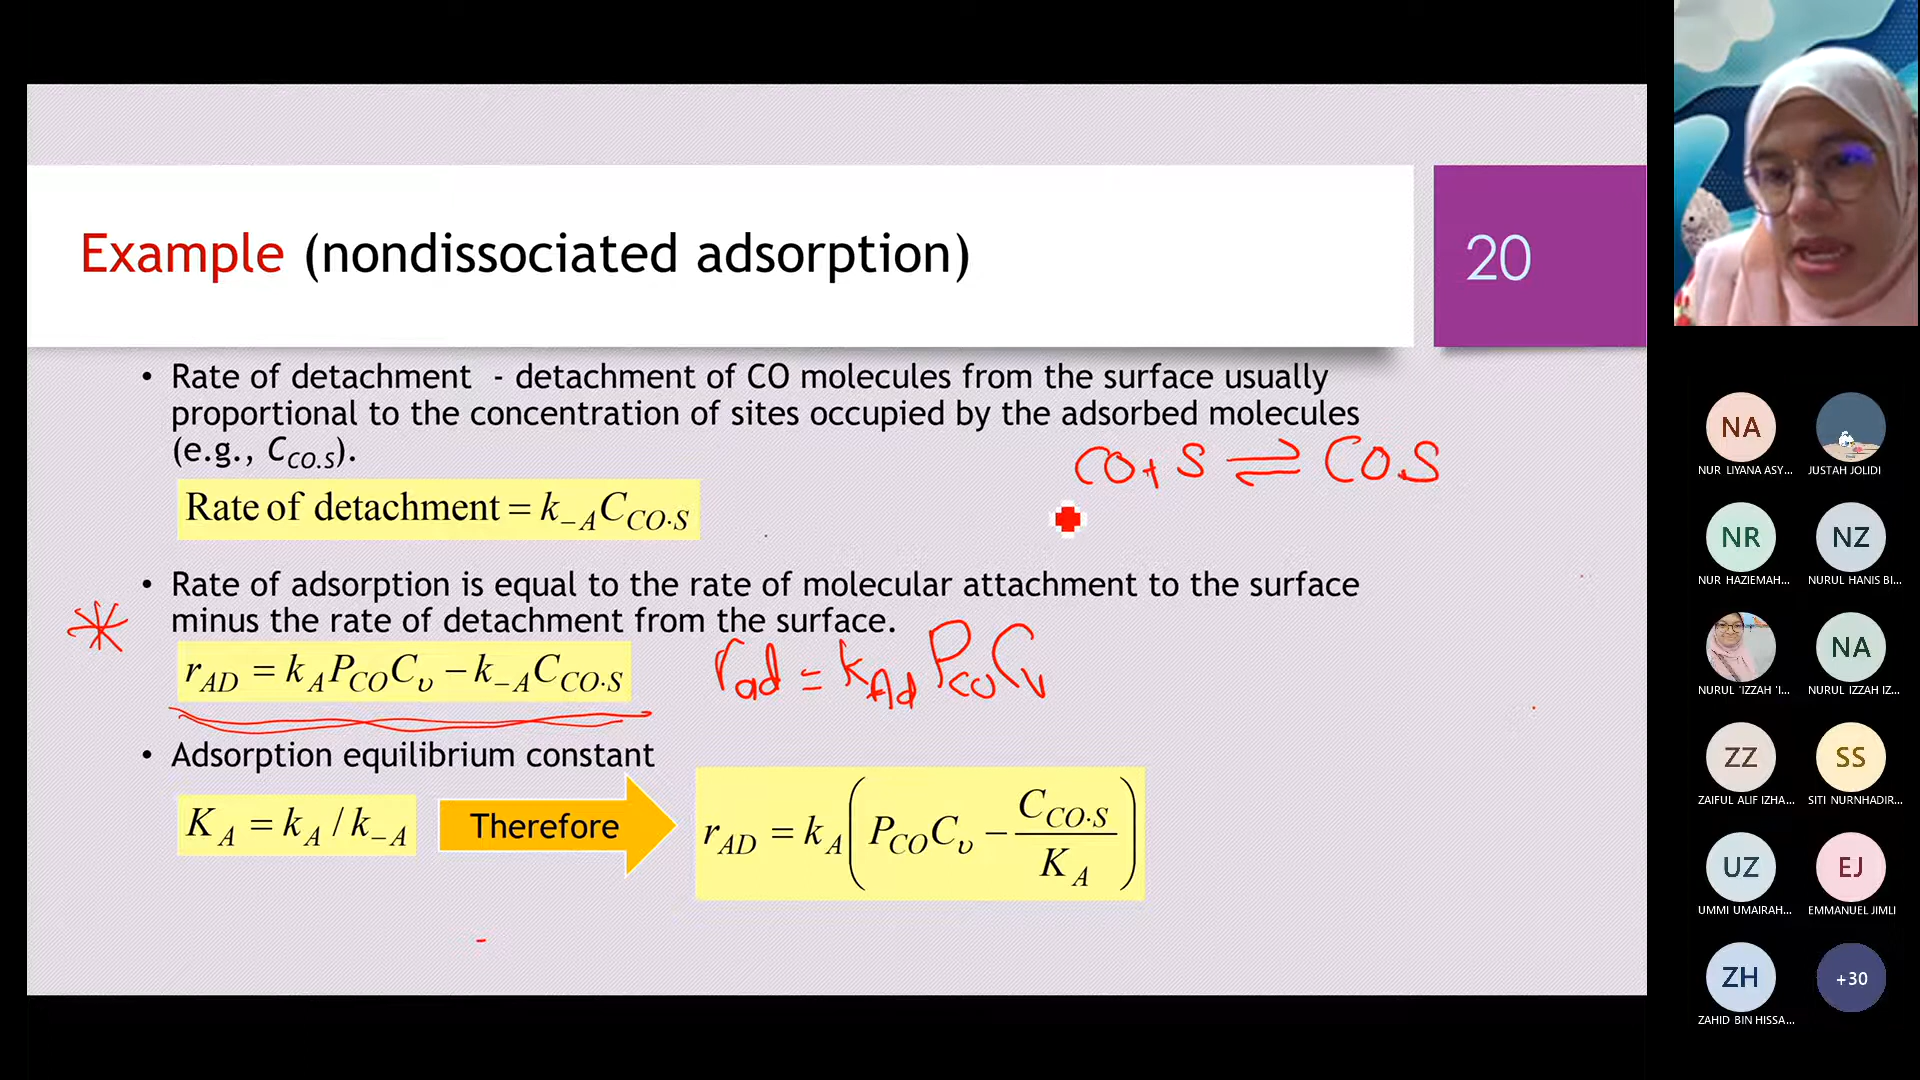 Example (nondissociated adsorption)
20
• Rate of detachment - detachment of CO molecules from the surface usually
proportional to the concentration of sites occupied by the adsorbed molecules
(e.g., C_CO.S).
CO + S ⇌ CO.S
Rate of detachment = k_−A C_CO·S
• Rate of adsorption is equal to the rate of molecular attachment to the surface
minus the rate of detachment from the surface.
r_AD = k_A P_CO C_υ − k_−A C_CO·S
r_ad = k_Ad P_CO C_v
• Adsorption equilibrium constant
K_A = k_A / k_−A
Therefore
r_AD = k_A ( P_CO C_υ − C_CO·S / K_A )
NA
NUR LIYANA ASY...
JUSTAH JOLIDI
NR
NUR HAZIEMAH...
NZ
NURUL HANIS BI...
NURUL 'IZZAH 'I...
NA
NURUL IZZAH IZ...
ZZ
ZAIFUL ALIF IZHA...
SS
SITI NURNHADIR...
UZ
UMMI UMAIRAH...
EJ
EMMANUEL JIMLI
ZH
ZAHID BIN HISSA...
+30